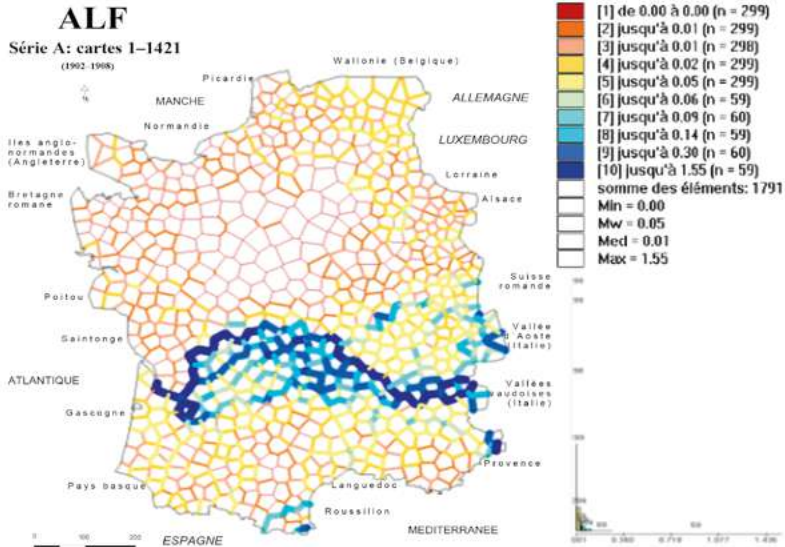 ALF
Série A: cartes 1–1421
(1902–1908)
Picardie
Wallonie (Belgique)
MANCHE
ALLEMAGNE
Normandie
LUXEMBOURG
Iles anglo-
normandes
(Angleterre)
Lorraine
Bretagne
romane
Alsace
Suisse
romande
Poitou
Vallée
d'Aoste
(Italie)
Saintonge
ATLANTIQUE
Vallées
vaudoises
(Italie)
Gascogne
Provence
Pays basque
Languedoc
Roussillon
MEDITERRANEE
ESPAGNE
0 100 200
[1] de 0.00 à 0.00 (n = 299)
[2] jusqu'à 0.01 (n = 299)
[3] jusqu'à 0.01 (n = 298)
[4] jusqu'à 0.02 (n = 299)
[5] jusqu'à 0.05 (n = 299)
[6] jusqu'à 0.06 (n = 59)
[7] jusqu'à 0.09 (n = 60)
[8] jusqu'à 0.14 (n = 59)
[9] jusqu'à 0.30 (n = 60)
[10] jusqu'à 1.55 (n = 59)
somme des éléments: 1791
Min = 0.00
Mw = 0.05
Med = 0.01
Max = 1.55